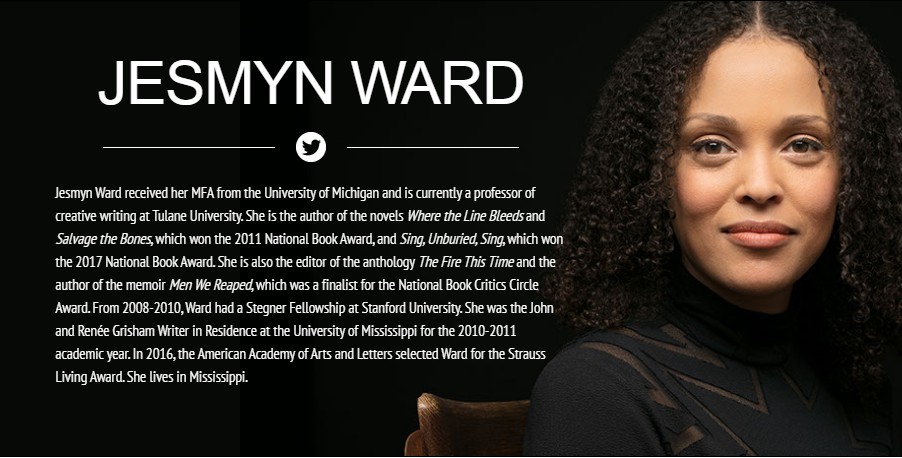 JESMYN WARD
Jesmyn Ward received her MFA from the University of Michigan and is currently a professor of
creative writing at Tulane University. She is the author of the novels Where the Line Bleeds and
Salvage the Bones, which won the 2011 National Book Award, and Sing, Unburied, Sing, which won
the 2017 National Book Award. She is also the editor of the anthology The Fire This Time and the
author of the memoir Men We Reaped, which was a finalist for the National Book Critics Circle
Award. From 2008-2010, Ward had a Stegner Fellowship at Stanford University. She was the John
and Renée Grisham Writer in Residence at the University of Mississippi for the 2010-2011
academic year. In 2016, the American Academy of Arts and Letters selected Ward for the Strauss
Living Award. She lives in Mississippi.